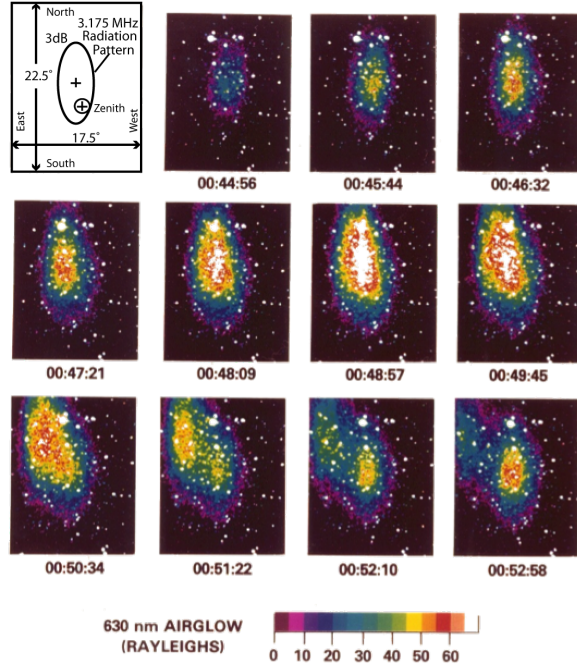 North
3.175 MHz
3dB
Radiation
Pattern
22.5°
Zenith
East
West
17.5°
South
00:44:56
00:45:44
00:46:32
00:47:21
00:48:09
00:48:57
00:49:45
00:50:34
00:51:22
00:52:10
00:52:58
630 nm AIRGLOW
(RAYLEIGHS)
0 10 20 30 40 50 60